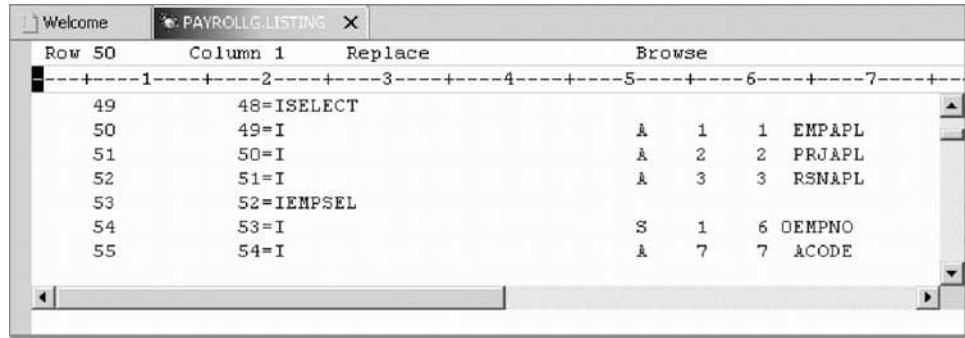 Welcome PAYROLLG.LISTING X
Row 50 Column 1 Replace Browse
----+----1----+----2----+----3----+----4----+----5----+----6----+----7----+--
49 48=ISELECT
50 49=I A 1 1 EMPAPL
51 50=I A 2 2 PRJAPL
52 51=I A 3 3 RSNAPL
53 52=IEMPSEL
54 53=I S 1 6 0EMPNO
55 54=I A 7 7 ACODE